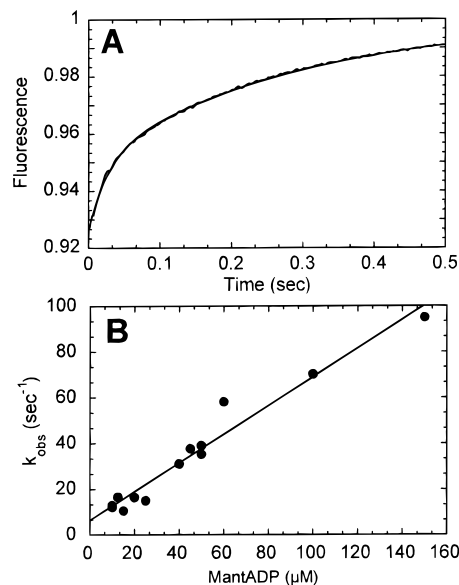 A
1
0.98
0.96
0.94
0.92
Fluorescence
0 0.1 0.2 0.3 0.4 0.5
Time (sec)
B
100
80
60
40
20
0
k_obs (sec⁻¹)
0 20 40 60 80 100 120 140 160
MantADP (µM)